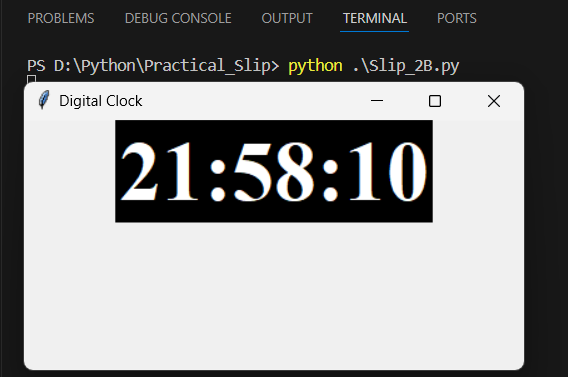 PROBLEMS DEBUG CONSOLE OUTPUT TERMINAL PORTS
PS D:\Python\Practical_Slip> python .\Slip_2B.py
Digital Clock
21:58:10